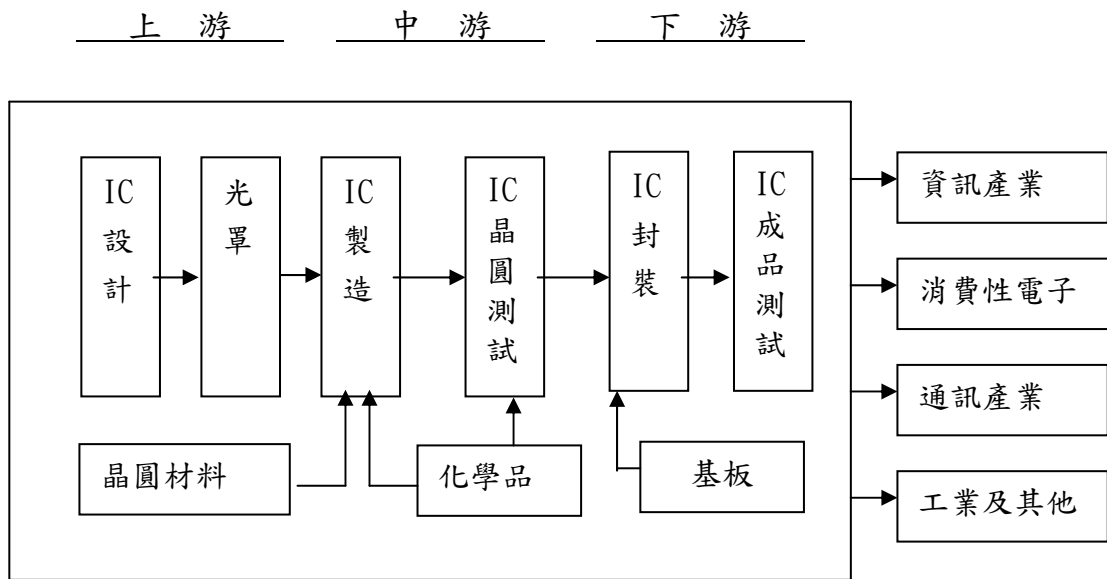 上 游
中 游
下 游
IC
設
計
光
罩
IC
製
造
IC
晶
圓
測
試
IC
封
裝
IC
成
品
測
試
晶圓材料
化學品
基板
資訊產業
消費性電子
通訊產業
工業及其他